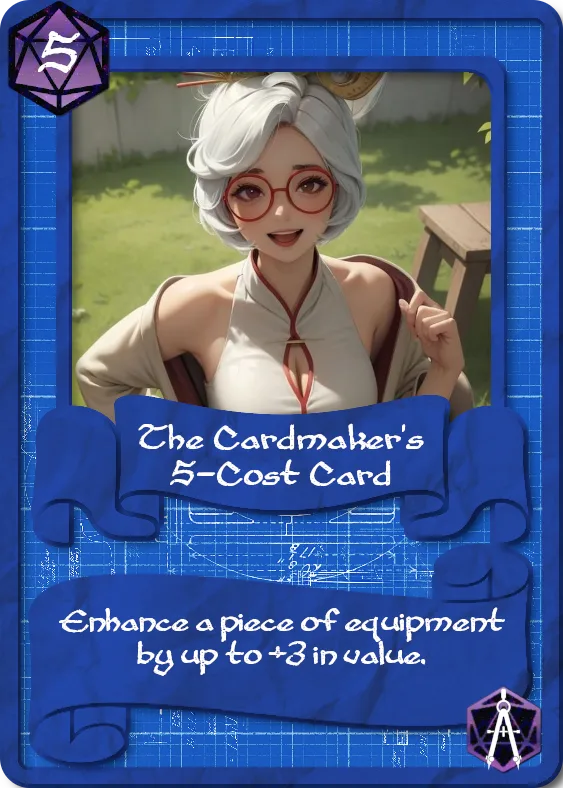 5
The Cardmaker's
5-Cost Card
Enhance a piece of equipment
by up to +3 in value.